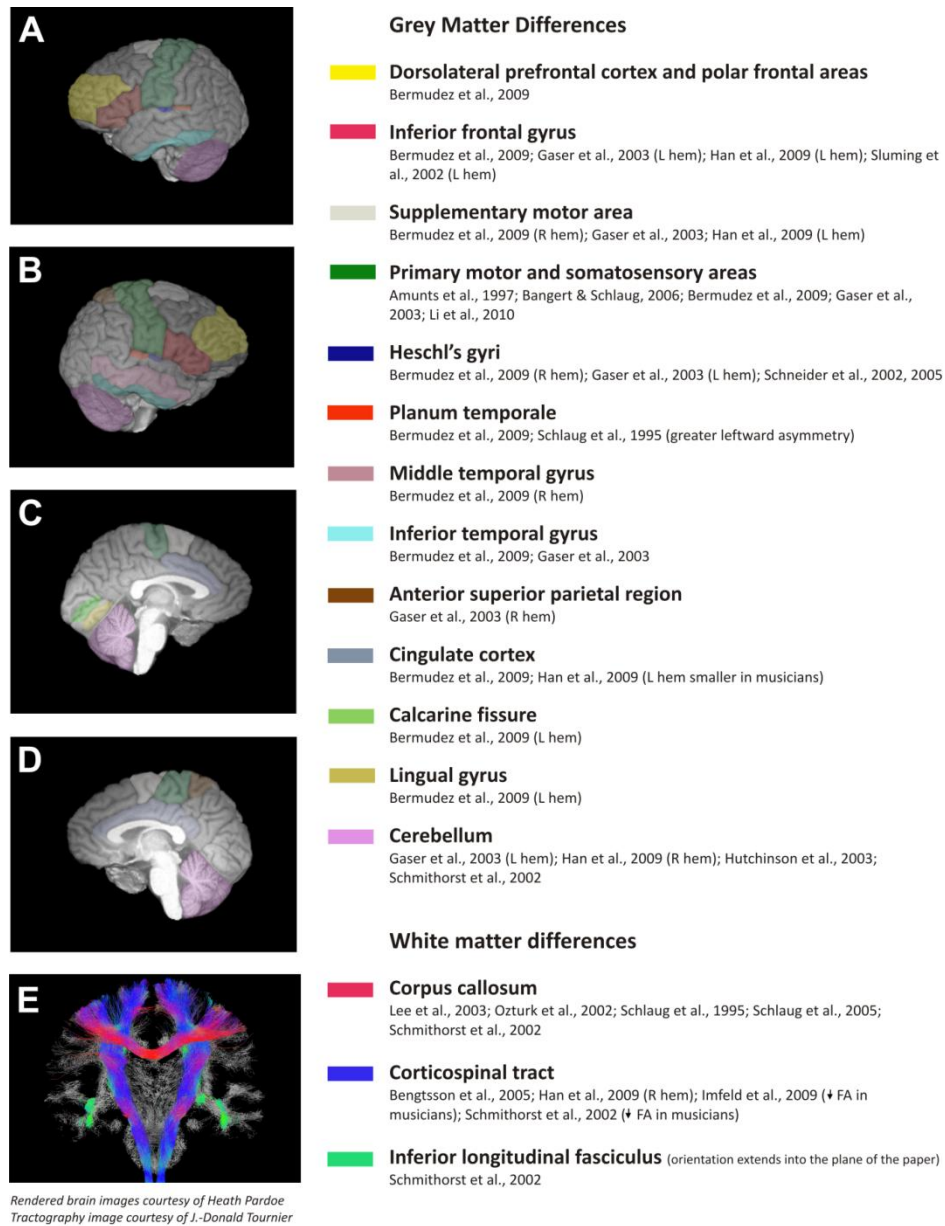 A
B
C
D
E
Rendered brain images courtesy of Heath Pardoe
Tractography image courtesy of J.-Donald Tournier
Grey Matter Differences
Dorsolateral prefrontal cortex and polar frontal areas
Bermudez et al., 2009
Inferior frontal gyrus
Bermudez et al., 2009; Gaser et al., 2003 (L hem); Han et al., 2009 (L hem); Sluming et
al., 2002 (L hem)
Supplementary motor area
Bermudez et al., 2009 (R hem); Gaser et al., 2003; Han et al., 2009 (L hem)
Primary motor and somatosensory areas
Amunts et al., 1997; Bangert & Schlaug, 2006; Bermudez et al., 2009; Gaser et al.,
2003; Li et al., 2010
Heschl's gyri
Bermudez et al., 2009 (R hem); Gaser et al., 2003 (L hem); Schneider et al., 2002, 2005
Planum temporale
Bermudez et al., 2009; Schlaug et al., 1995 (greater leftward asymmetry)
Middle temporal gyrus
Bermudez et al., 2009 (R hem)
Inferior temporal gyrus
Bermudez et al., 2009; Gaser et al., 2003
Anterior superior parietal region
Gaser et al., 2003 (R hem)
Cingulate cortex
Bermudez et al., 2009; Han et al., 2009 (L hem smaller in musicians)
Calcarine fissure
Bermudez et al., 2009 (L hem)
Lingual gyrus
Bermudez et al., 2009 (L hem)
Cerebellum
Gaser et al., 2003 (L hem); Han et al., 2009 (R hem); Hutchinson et al., 2003;
Schmithorst et al., 2002
White matter differences
Corpus callosum
Lee et al., 2003; Ozturk et al., 2002; Schlaug et al., 1995; Schlaug et al., 2005;
Schmithorst et al., 2002
Corticospinal tract
Bengtsson et al., 2005; Han et al., 2009 (R hem); Imfeld et al., 2009 (↓ FA in
musicians); Schmithorst et al., 2002 (↓ FA in musicians)
Inferior longitudinal fasciculus (orientation extends into the plane of the paper)
Schmithorst et al., 2002